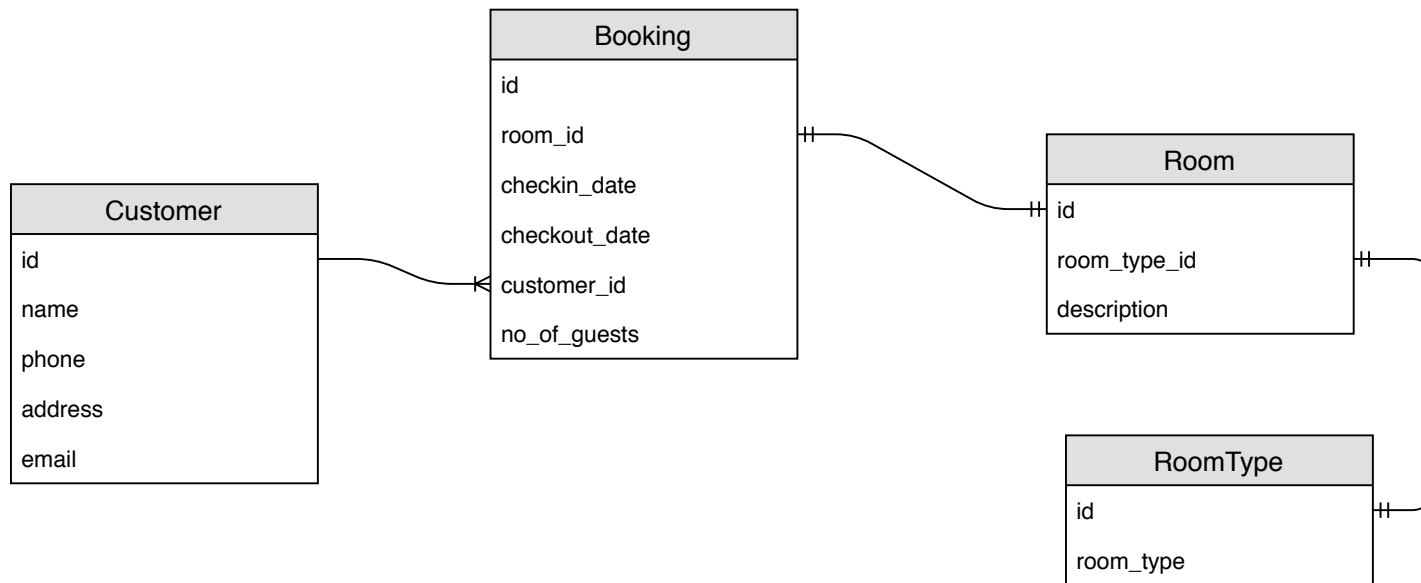 Booking
id
room_id
checkin_date
checkout_date
customer_id
no_of_guests
Customer
id
name
phone
address
email
Room
id
room_type_id
description
RoomType
id
room_type